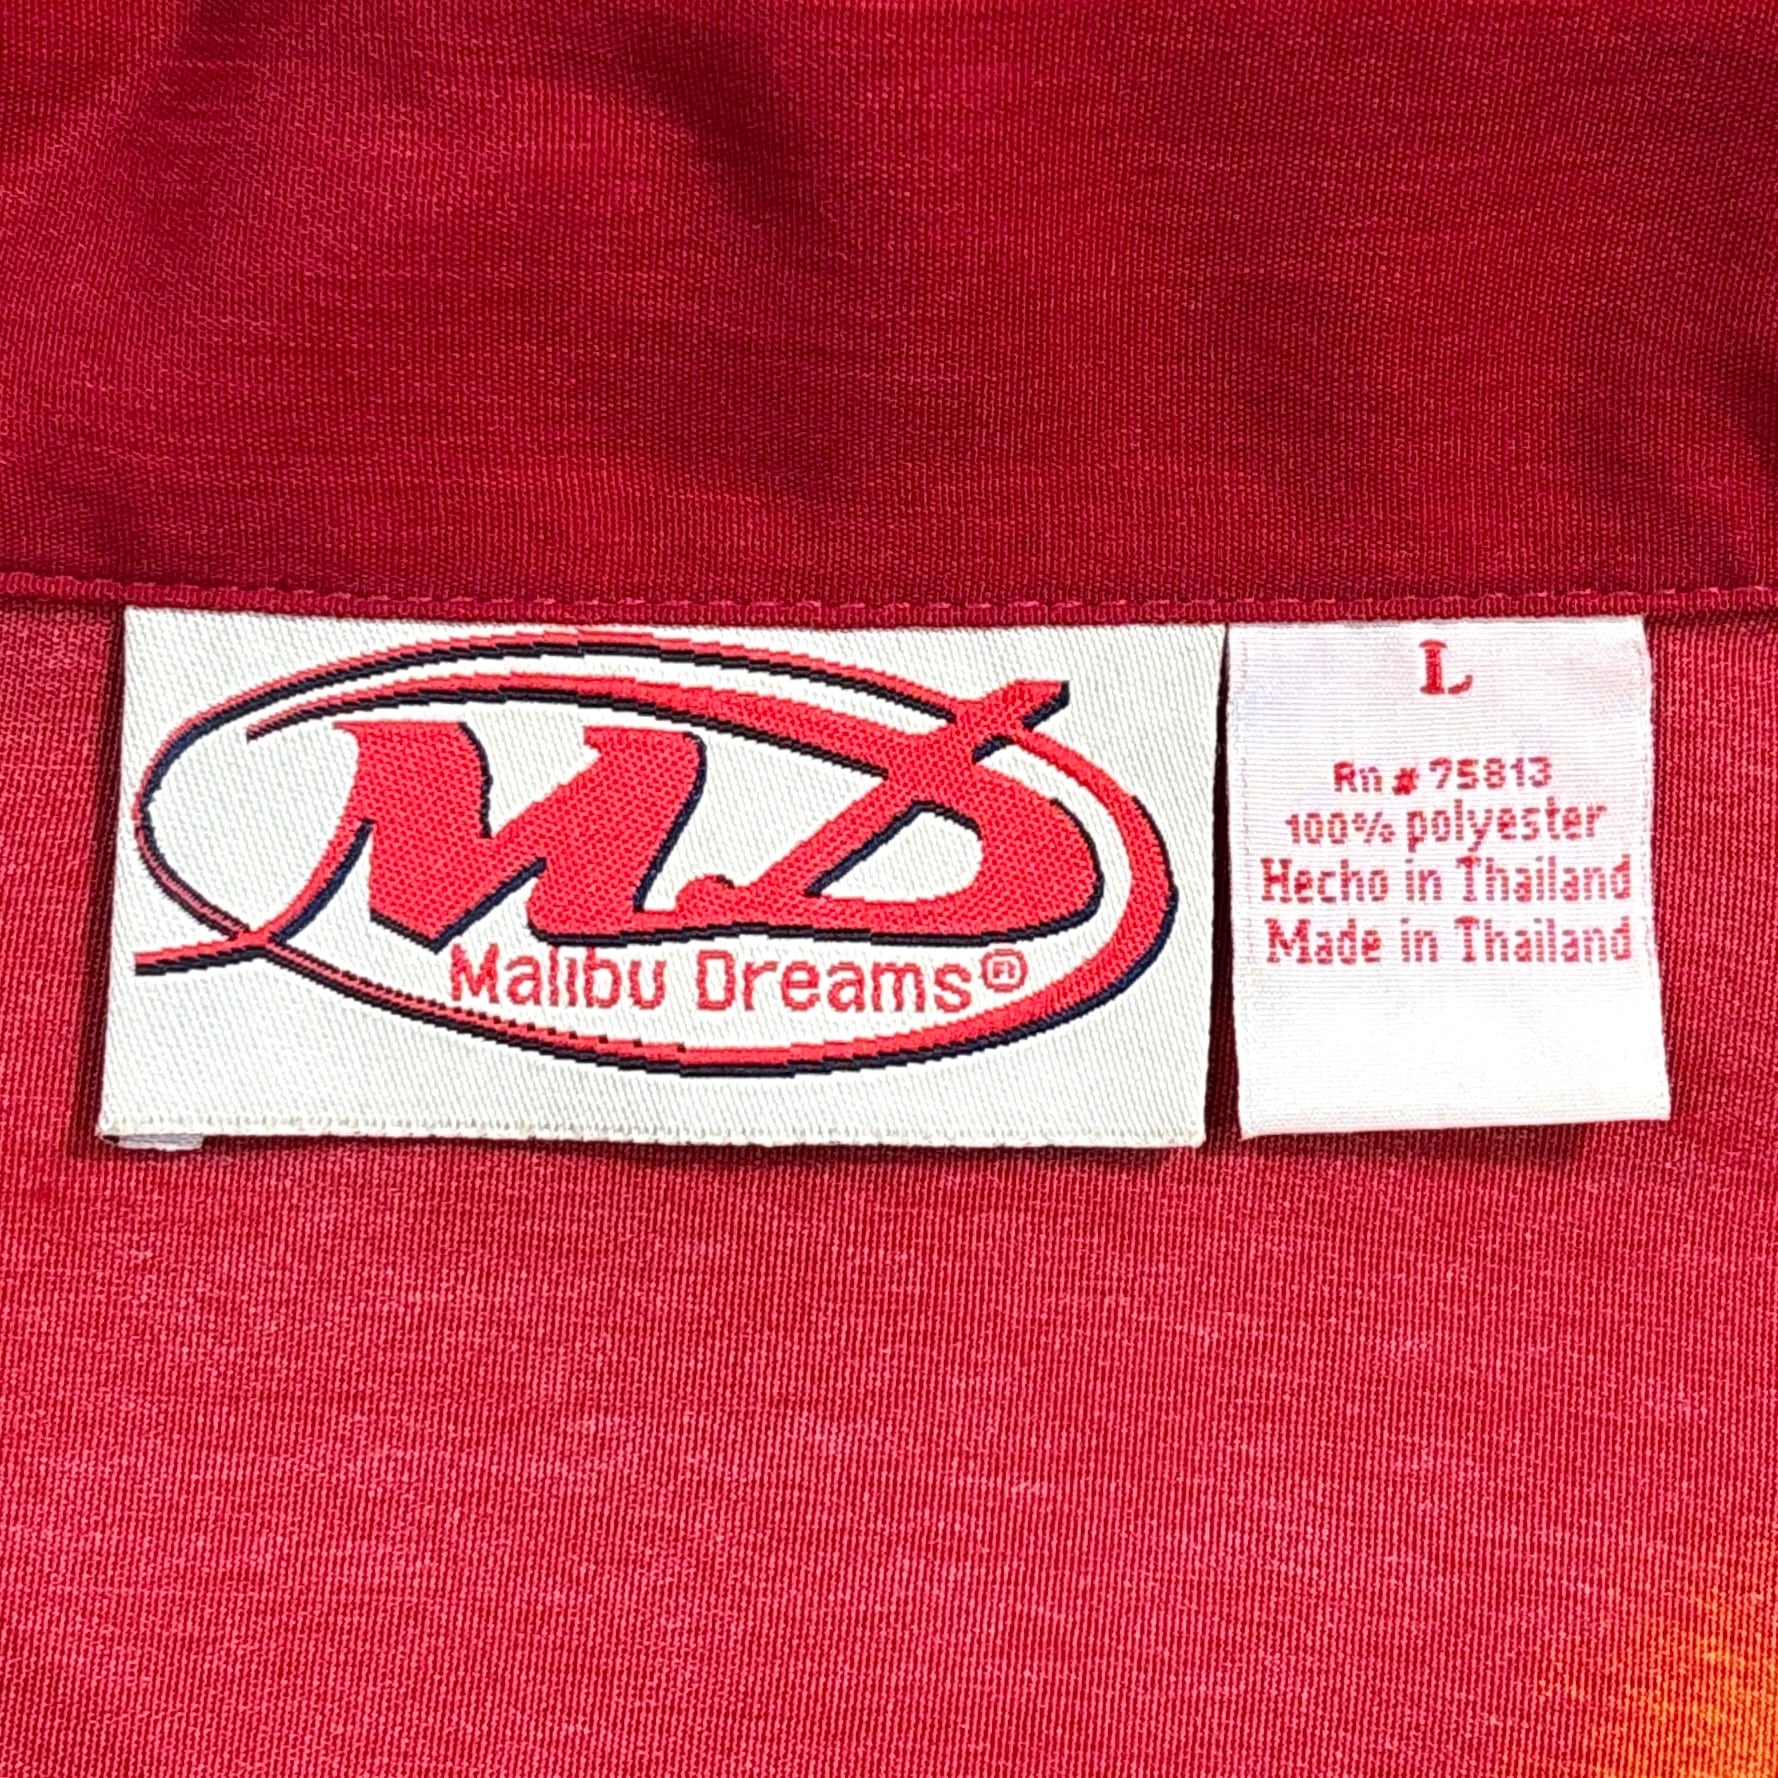 MD
Malibu Dreams®
L
Rn # 75813
100% polyester
Hecho in Thailand
Made in Thailand